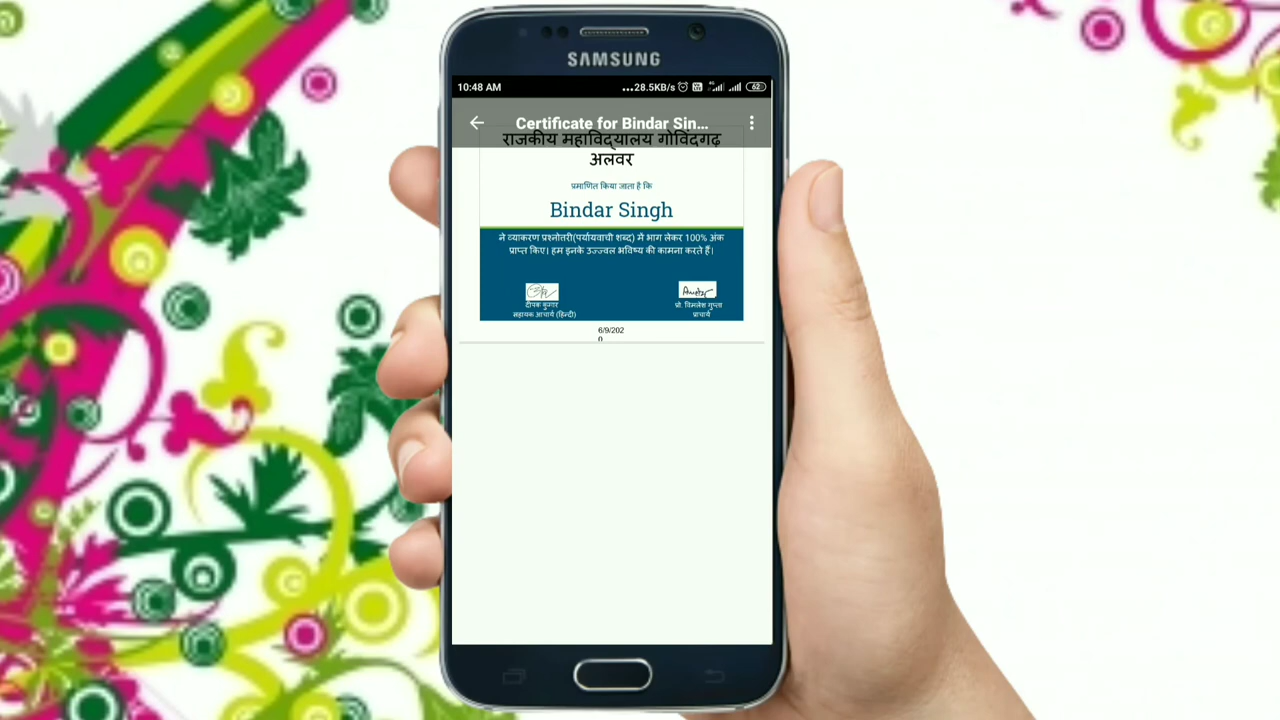 SAMSUNG
10:48 AM
...28.5KB/s
62
Certificate for Bindar Sin...
राजकीय महाविद्यालय गोविंदगढ़
अलवर
प्रमाणित किया जाता है कि
Bindar Singh
ने व्याकरण प्रश्नोतरी(पर्यायवाची शब्द) में भाग लेकर 100% अंक
प्राप्त किए। हम इनके उज्ज्वल भविष्य की कामना करते हैं।
सहायक आचार्य (हिन्दी)
प्रो. विमलेश गुप्ता
प्राचार्य
6/9/202
0